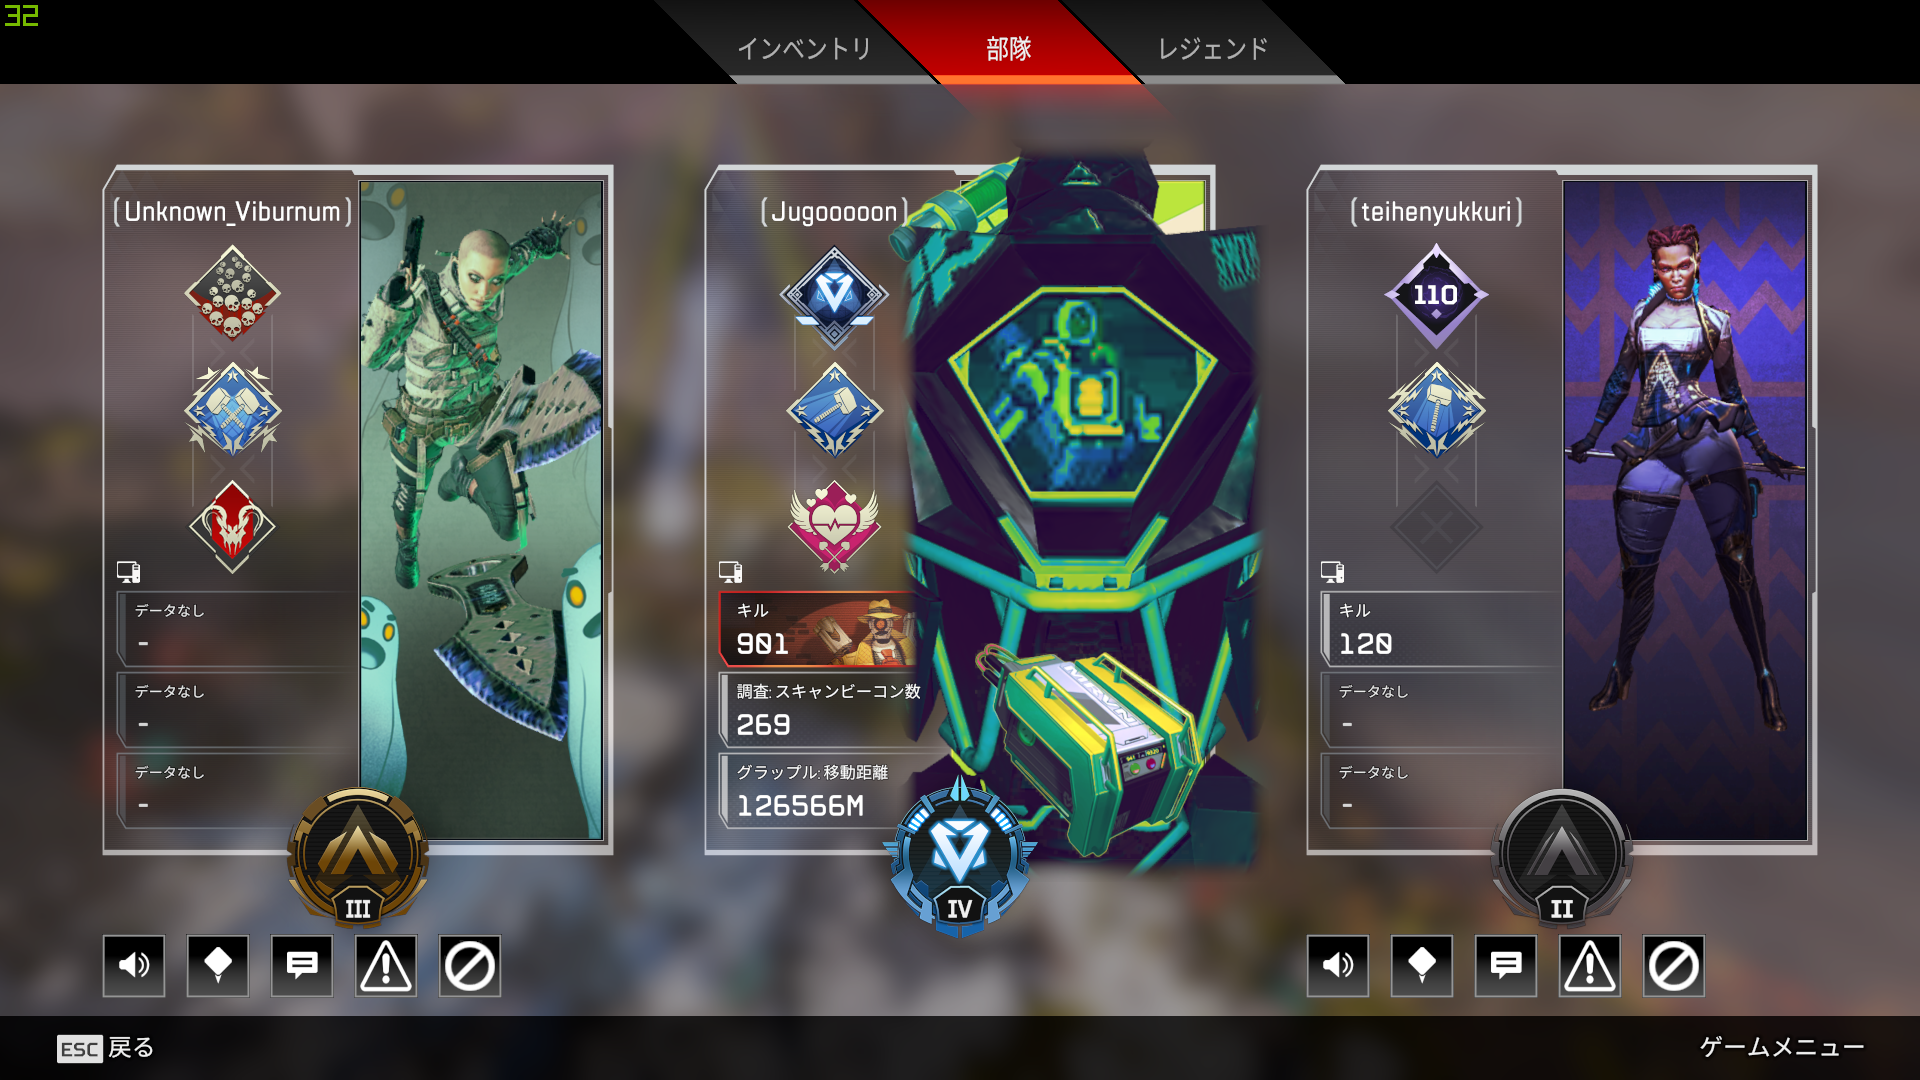 32
インベントリ
部隊
レジェンド
Unknown_Viburnum
データなし
-
データなし
-
データなし
-
III
Jugooooon
キル
901
調査: スキャンビーコン数
269
グラップル: 移動距離
126566M
IV
MRVN
teihenyukkuri
110
キル
120
データなし
-
データなし
-
II
ESC 戻る
ゲームメニュー